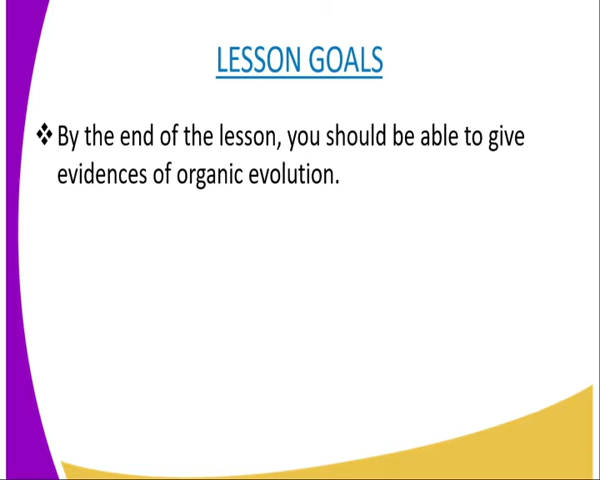 LESSON GOALS
❖ By the end of the lesson, you should be able to give
evidences of organic evolution.